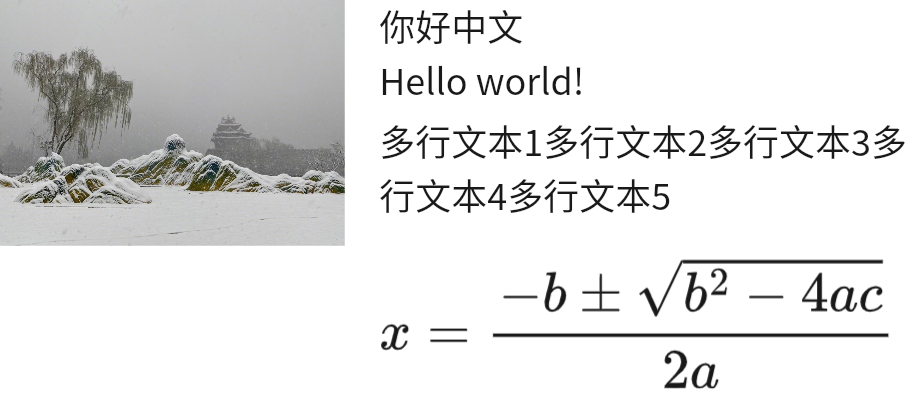 你好中文
Hello world!
多行文本1多行文本2多行文本3多
行文本4多行文本5
x = \frac{-b \pm \sqrt{b^2 - 4ac}}{2a}